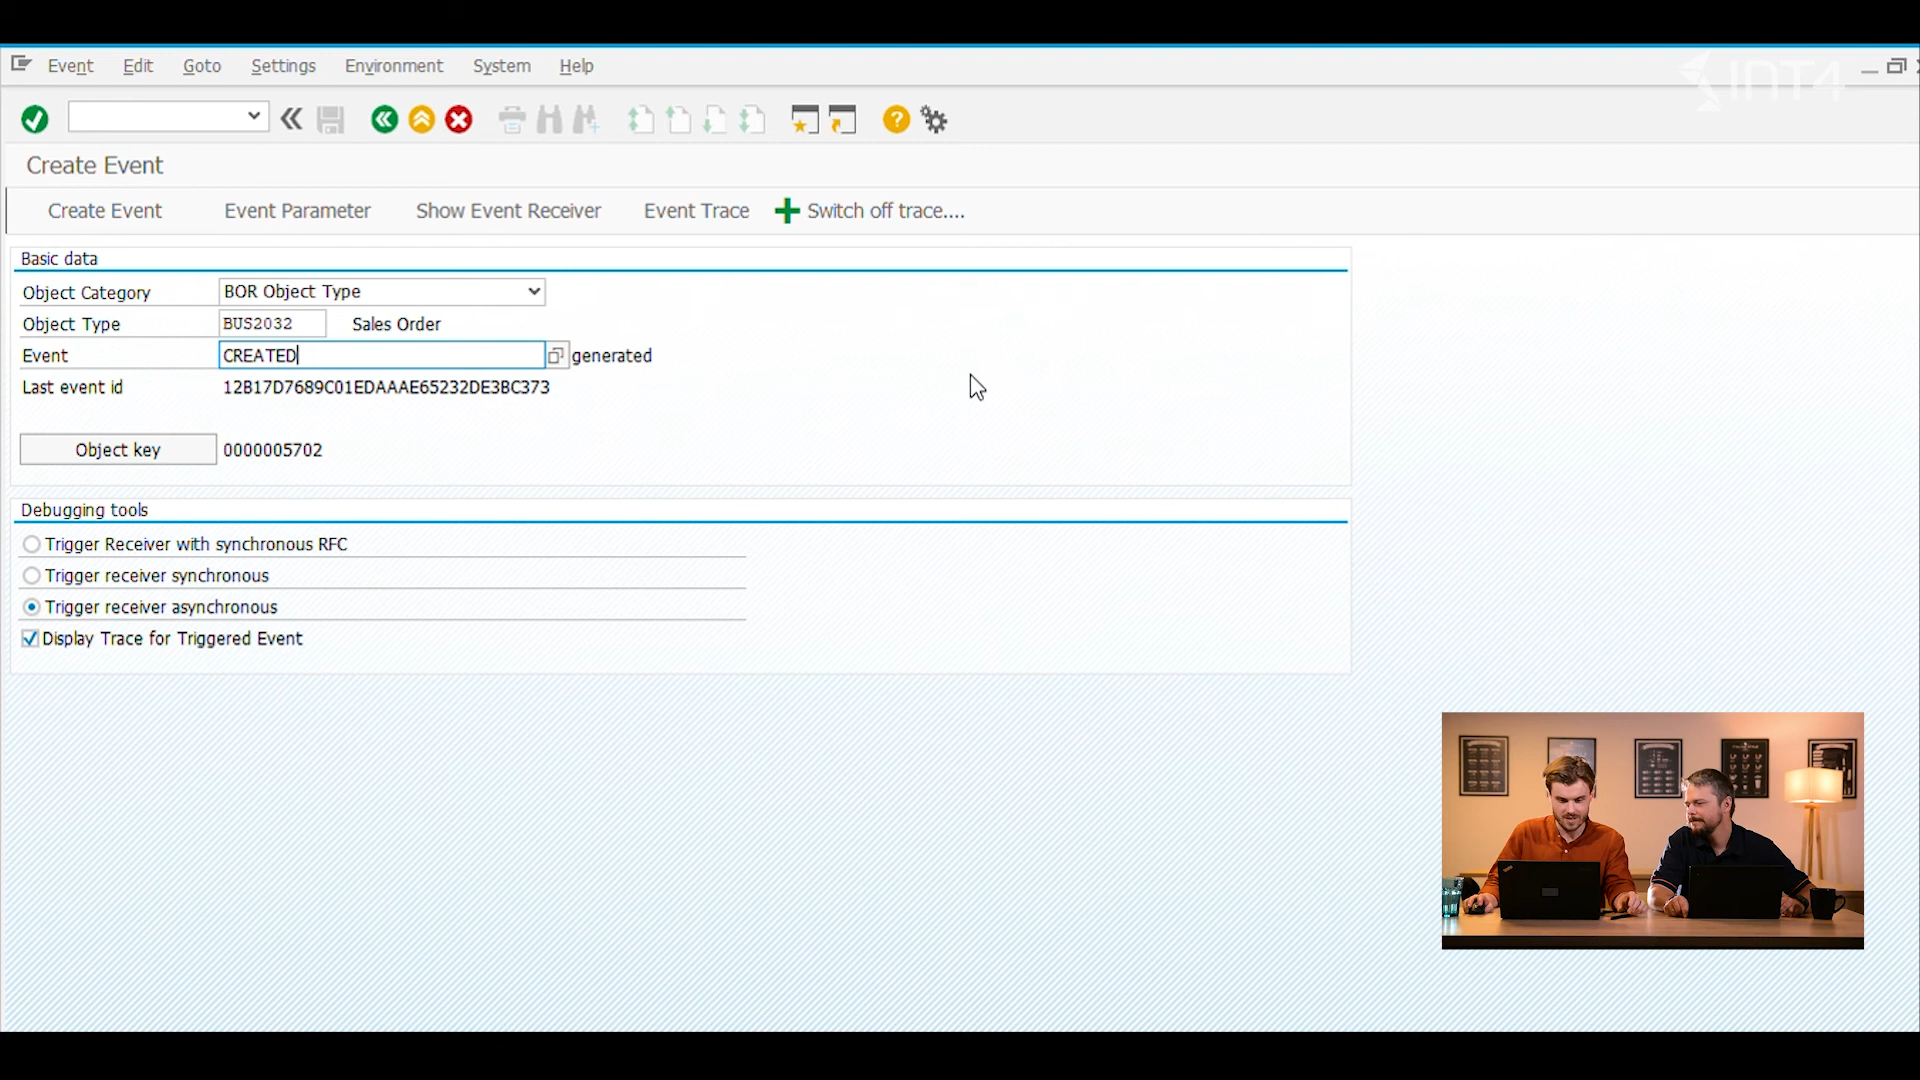 Event Edit Goto Settings Environment System Help
INT4
Create Event
Create Event Event Parameter Show Event Receiver Event Trace Switch off trace....
Basic data
Object Category BOR Object Type
Object Type BUS2032 Sales Order
Event CREATED generated
Last event id 12B17D7689C01EDAAAE65232DE3BC373
Object key 0000005702
Debugging tools
Trigger Receiver with synchronous RFC
Trigger receiver synchronous
Trigger receiver asynchronous
Display Trace for Triggered Event